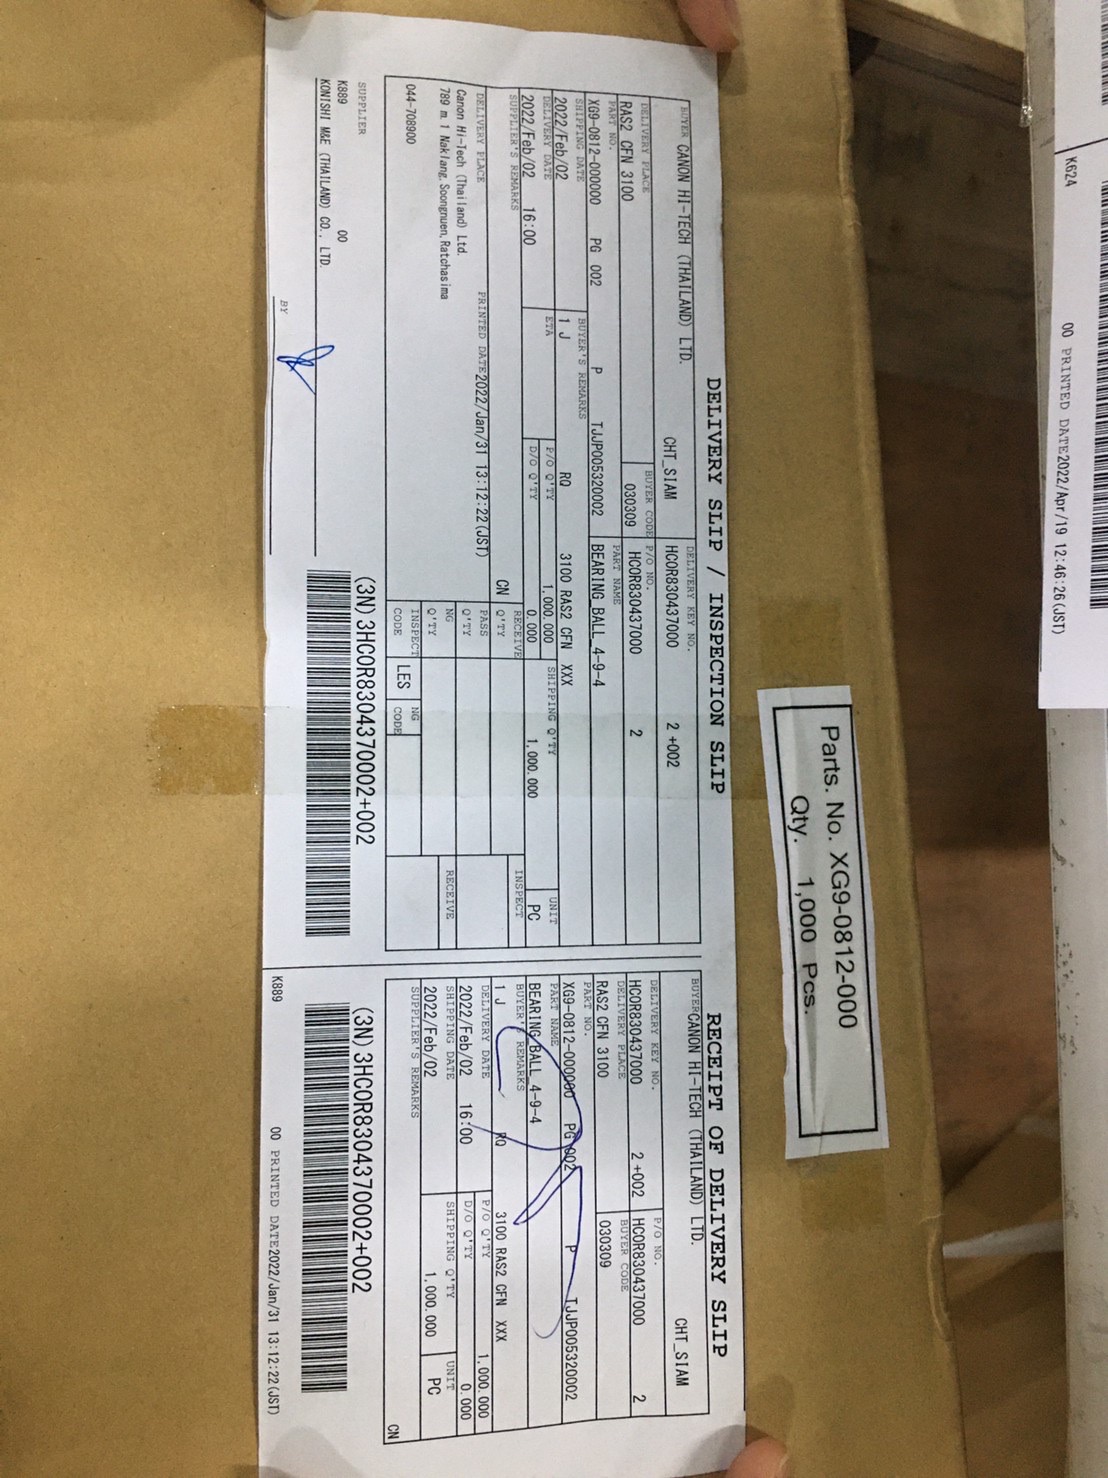 K624
00 PRINTED DATE2022/Apr/19 12:46:26(JST)
Parts. No. XG9-0812-000
Qty. 1,000 Pcs.
DELIVERY SLIP / INSPECTION SLIP
BUYER CANON HI-TECH (THAILAND) LTD. CHT_SIAM
DELIVERY KEY NO.
HCOR830437000 2 +002
DELIVERY PLACE
RAS2 CFN 3100
BUYER CODE
030309
P/O NO.
HCOR830437000 2
PART NO.
XG9-0812-000000 PG 002 P TJJP005320002
PART NAME
BEARING BALL_4-9-4
SHIPPING DATE
2022/Feb/02
BUYER'S REMARKS
1 J RQ 3100 RAS2 CFN XXX
DELIVERY DATE
2022/Feb/02 16:00
ETA
P/O Q'TY 1,000.000
D/O Q'TY 0.000
SHIPPING Q'TY
1,000.000
UNIT
PC
SUPPLIER'S REMARKS
CN
RECEIVE Q'TY
INSPECT
PASS Q'TY
NG Q'TY
RECEIVE
INSPECT CODE LES
NG CODE
DELIVERY PLACE PRINTED DATE2022/Jan/31 13:12:22(JST)
Canon Hi-Tech (Thailand) Ltd.
789 m.1 Naklang, Soongnuen, Ratchasima
044-708900
SUPPLIER
K889 00
KONISHI M&E (THAILAND) CO., LTD.
BY
(3N)3HCOR8304370002+002
RECEIPT OF DELIVERY SLIP
BUYERCANON HI-TECH (THAILAND) LTD. CHT_SIAM
DELIVERY KEY NO.
HCOR830437000 2 +002
P/O NO.
HCOR830437000 2
DELIVERY PLACE
RAS2 CFN 3100
BUYER CODE
030309
PART NO.
XG9-0812-000000 PG 002 P TJJP005320002
PART NAME
BEARING BALL_4-9-4
BUYER'S REMARKS
1 J RQ 3100 RAS2 CFN XXX
DELIVERY DATE
2022/Feb/02 16:00
P/O Q'TY 1,000.000
D/O Q'TY 0.000
SHIPPING DATE
2022/Feb/02
SHIPPING Q'TY
1,000.000
UNIT
PC
SUPPLIER'S REMARKS
CN
(3N)3HCOR8304370002+002
K889 00 PRINTED DATE2022/Jan/31 13:12:22(JST)